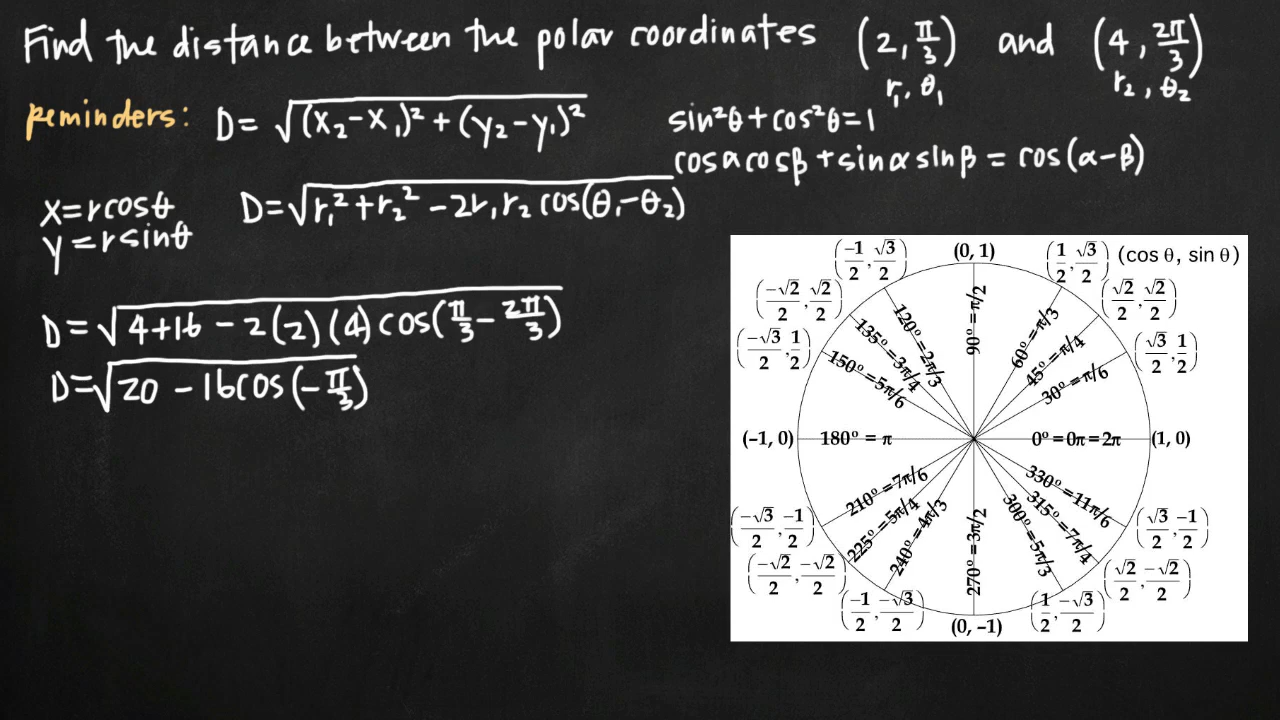 Find the distance between the polar coordinates (2, π/3) and (4, 2π/3)
r₁, θ₁ r₂, θ₂
reminders: D = √(x₂-x₁)² + (y₂-y₁)²
sin²θ + cos²θ = 1
cosα cosβ + sinα sinβ = cos(α-β)
x = r cosθ
y = r sinθ
D = √r₁² + r₂² - 2r₁r₂ cos(θ₁-θ₂)
D = √4+16 - 2(2)(4) cos(π/3 - 2π/3)
D = √20 - 16cos(-π/3)
(cos θ, sin θ)
(0, 1)
(1/2, √3/2)
(√2/2, √2/2)
(√3/2, 1/2)
(1, 0)
(√3/2, -1/2)
(√2/2, -√2/2)
(1/2, -√3/2)
(0, -1)
(-1/2, -√3/2)
(-√2/2, -√2/2)
(-√3/2, -1/2)
(-1, 0)
(-√3/2, 1/2)
(-√2/2, √2/2)
(-1/2, √3/2)
90° = π/2
60° = π/3
45° = π/4
30° = π/6
0° = 0π = 2π
330° = 11π/6
315° = 7π/4
300° = 5π/3
270° = 3π/2
240° = 4π/3
225° = 5π/4
210° = 7π/6
180° = π
150° = 5π/6
135° = 3π/4
120° = 2π/3